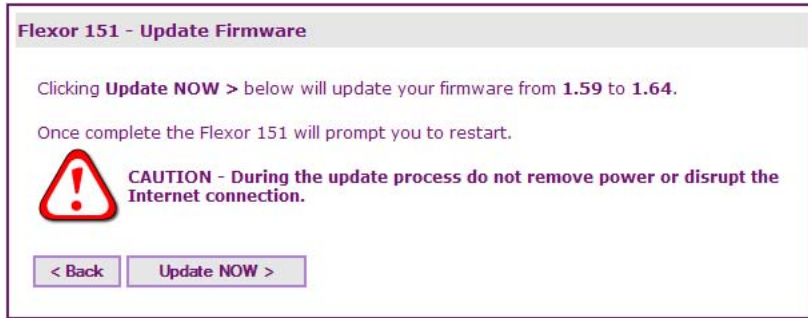 Flexor 151 - Update Firmware
Clicking Update NOW > below will update your firmware from 1.59 to 1.64.
Once complete the Flexor 151 will prompt you to restart.
CAUTION - During the update process do not remove power or disrupt the
Internet connection.
< Back
Update NOW >